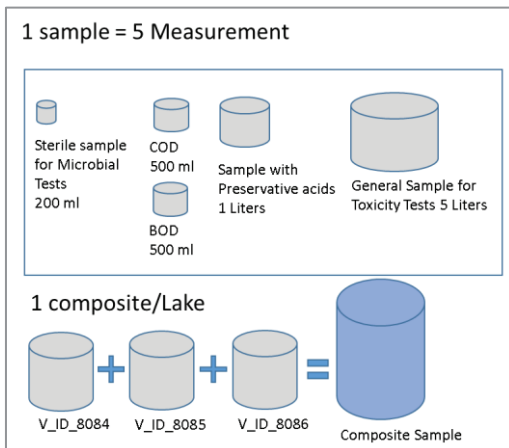 1 sample = 5 Measurement
Sterile sample
for Microbial
Tests
200 ml
COD
500 ml
BOD
500 ml
Sample with
Preservative acids
1 Liters
General Sample for
Toxicity Tests 5 Liters
1 composite/Lake
V_ID_8084
V_ID_8085
V_ID_8086
Composite Sample